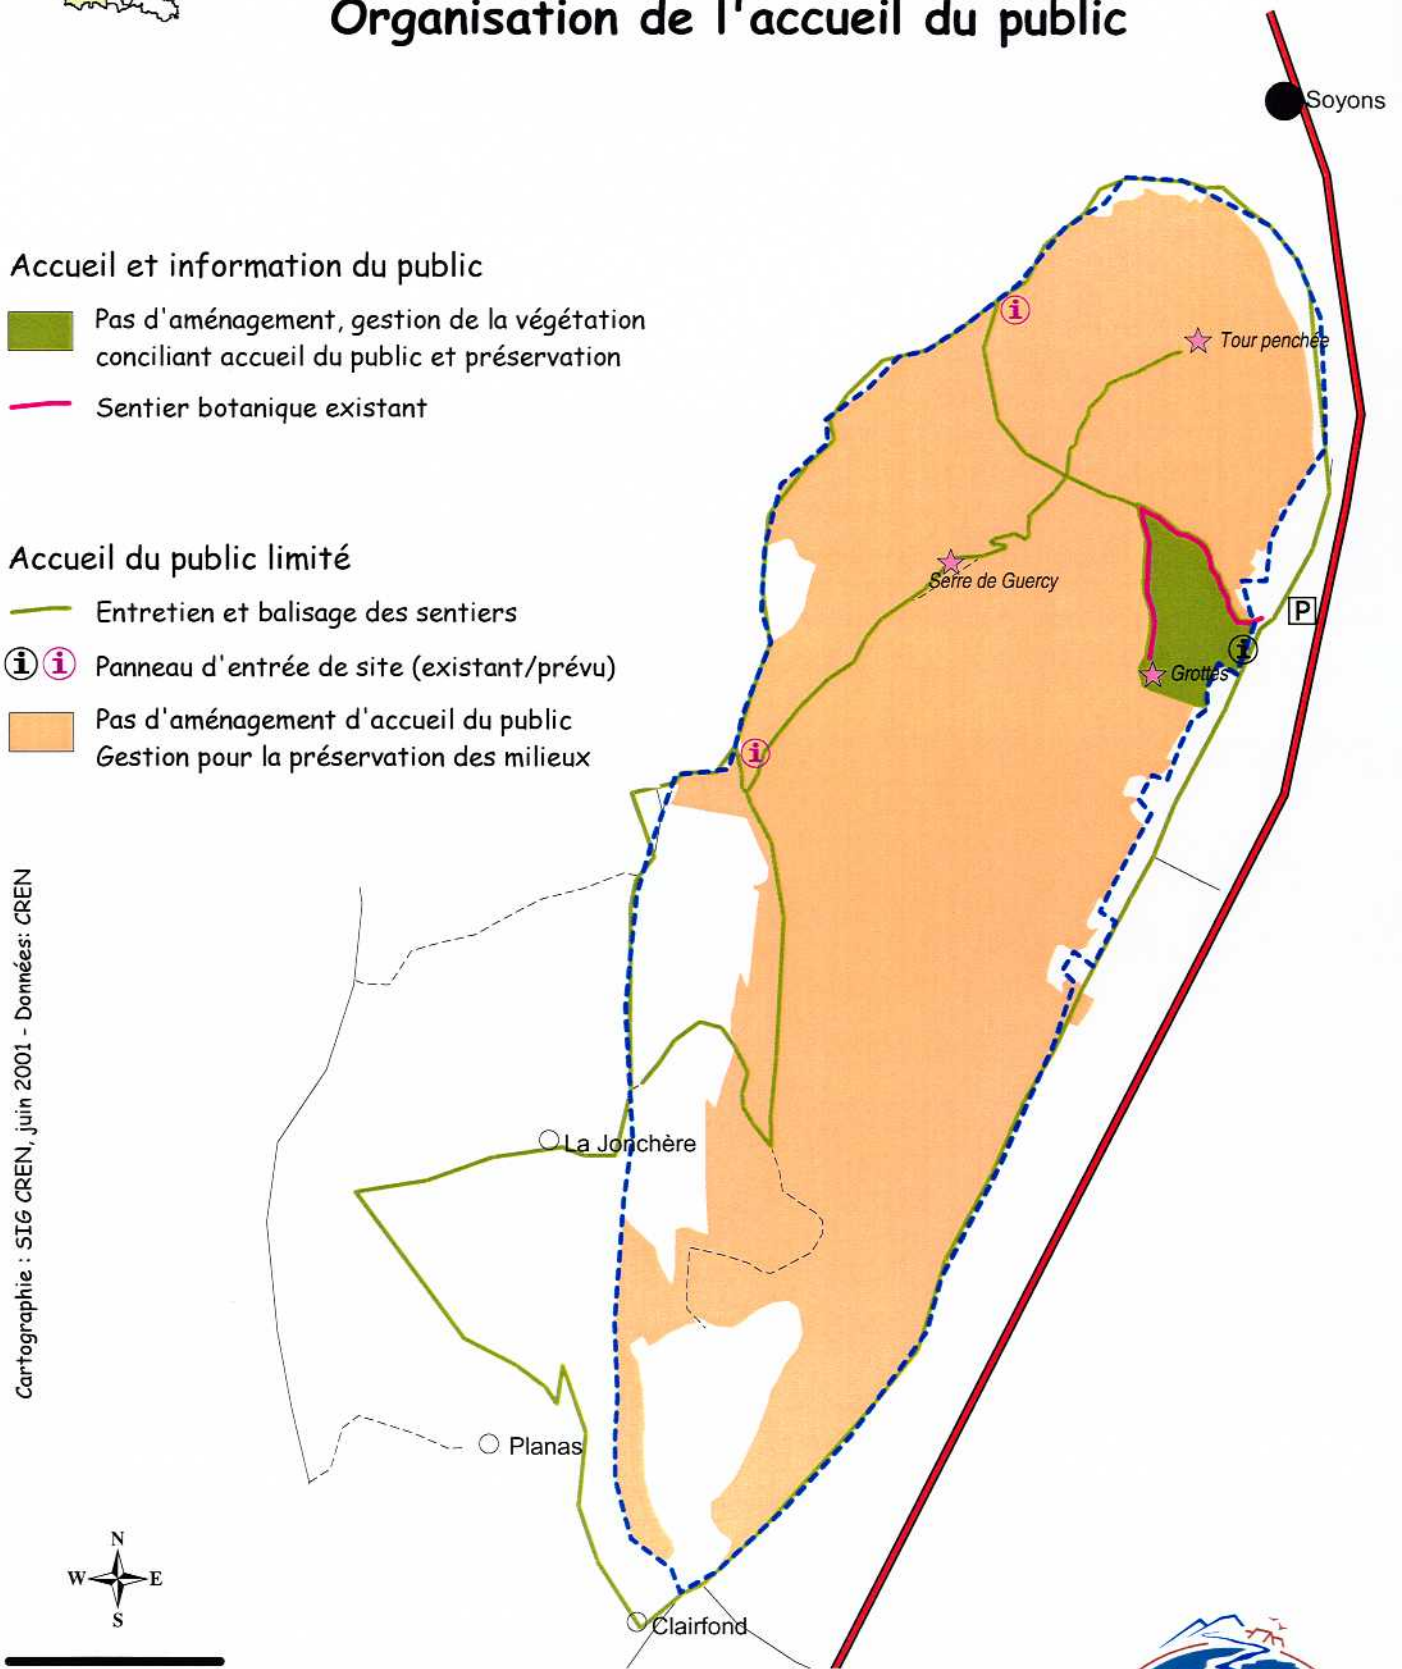 Organisation de l'accueil du public
Soyons
Accueil et information du public
Pas d'aménagement, gestion de la végétation
conciliant accueil du public et préservation
Sentier botanique existant
Accueil du public limité
Entretien et balisage des sentiers
i i Panneau d'entrée de site (existant/prévu)
Pas d'aménagement d'accueil du public
Gestion pour la préservation des milieux
i
Tour penchée
Serre de Guercy
P
i
Grottes
i
La Jonchère
Planas
Clairfond
Cartographie : SIG CREN, juin 2001 - Données: CREN
N
W E
S